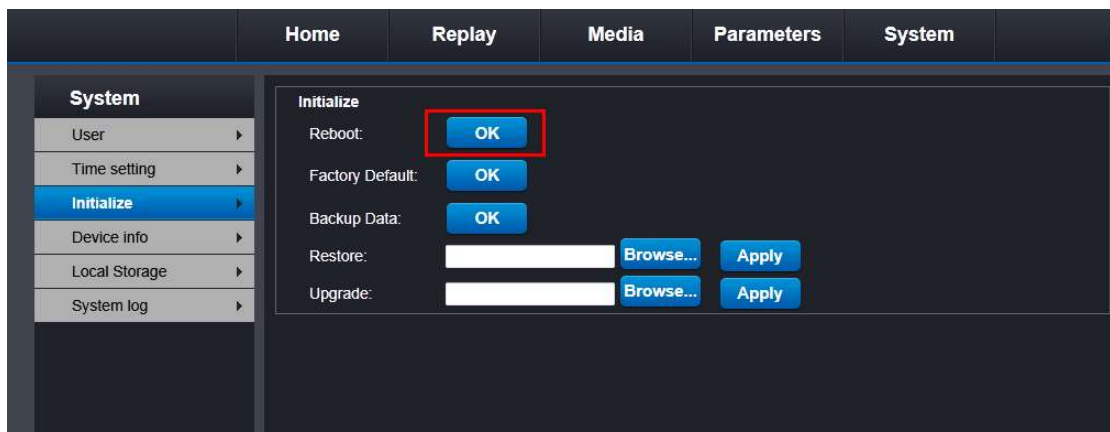 Home Replay Media Parameters System
System
User
Time setting
Initialize
Device info
Local Storage
System log
Initialize
Reboot: OK
Factory Default: OK
Backup Data: OK
Restore: Browse... Apply
Upgrade: Browse... Apply